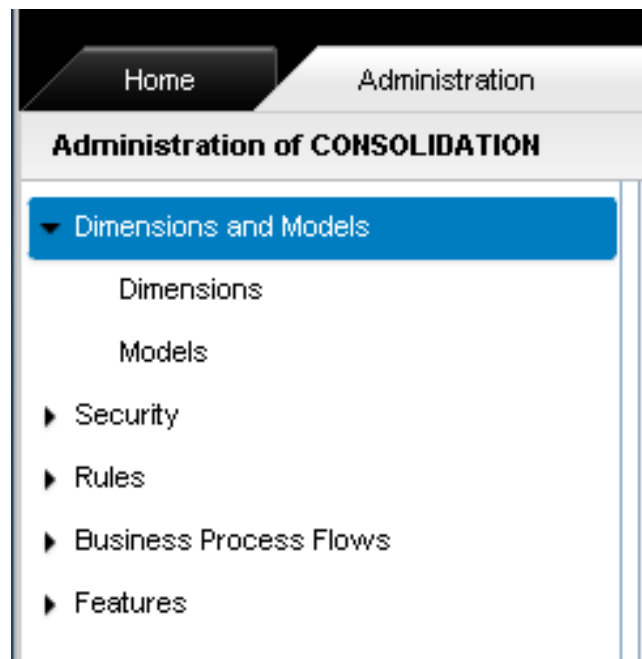 Home Administration
Administration of CONSOLIDATION
Dimensions and Models
Dimensions
Models
Security
Rules
Business Process Flows
Features